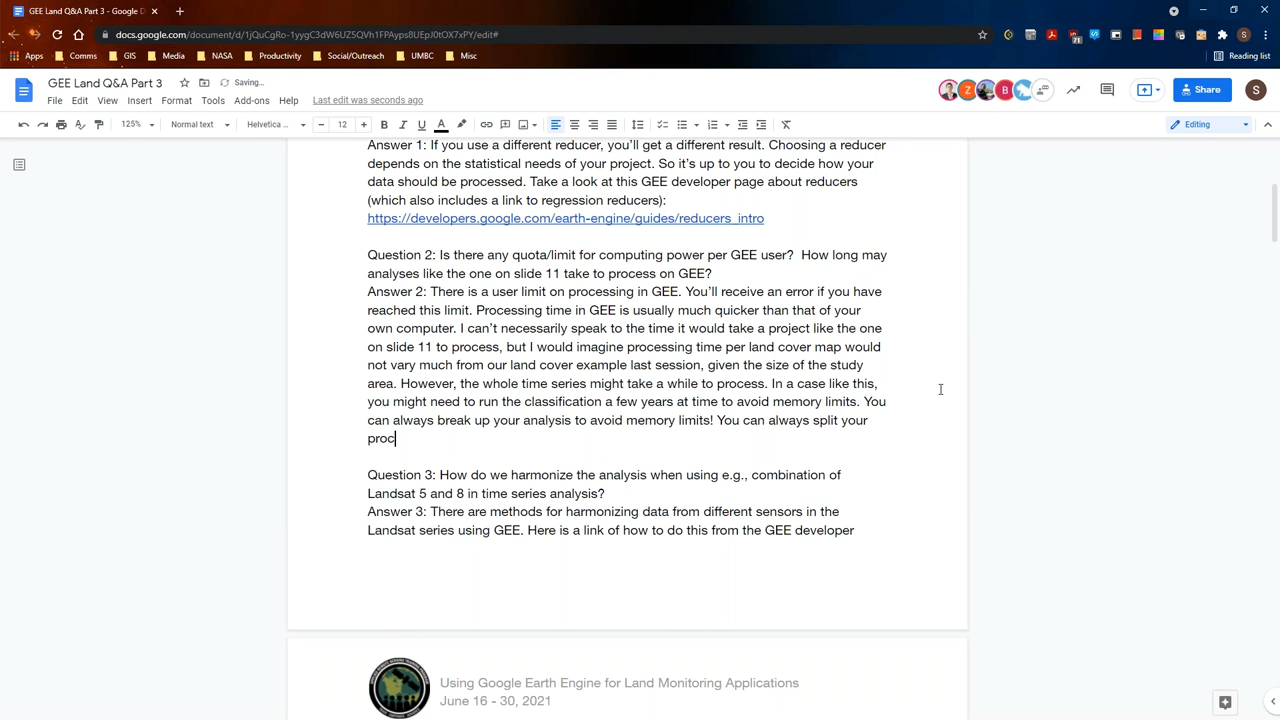 GEE Land Q&A Part 3 - Google D
docs.google.com/document/d/1jQuCgRo-1yygC3dW6UZ5QVh1FPAyps8UEpJ0tOX7xPY/edit#
Apps Comms GIS Media NASA Productivity Social/Outreach UMBC Misc Reading list
GEE Land Q&A Part 3 Saving...
File Edit View Insert Format Tools Add-ons Help Last edit was seconds ago
Z B Share S
125% Normal text Helvetica ... 12 Editing
Answer 1: If you use a different reducer, you'll get a different result. Choosing a reducer
depends on the statistical needs of your project. So it's up to you to decide how your
data should be processed. Take a look at this GEE developer page about reducers
(which also includes a link to regression reducers):
https://developers.google.com/earth-engine/guides/reducers_intro
Question 2: Is there any quota/limit for computing power per GEE user?  How long may
analyses like the one on slide 11 take to process on GEE?
Answer 2: There is a user limit on processing in GEE. You'll receive an error if you have
reached this limit. Processing time in GEE is usually much quicker than that of your
own computer. I can't necessarily speak to the time it would take a project like the one
on slide 11 to process, but I would imagine processing time per land cover map would
not vary much from our land cover example last session, given the size of the study
area. However, the whole time series might take a while to process. In a case like this,
you might need to run the classification a few years at time to avoid memory limits. You
can always break up your analysis to avoid memory limits! You can always split your
proc
Question 3: How do we harmonize the analysis when using e.g., combination of
Landsat 5 and 8 in time series analysis?
Answer 3: There are methods for harmonizing data from different sensors in the
Landsat series using GEE. Here is a link of how to do this from the GEE developer
Using Google Earth Engine for Land Monitoring Applications
June 16 - 30, 2021